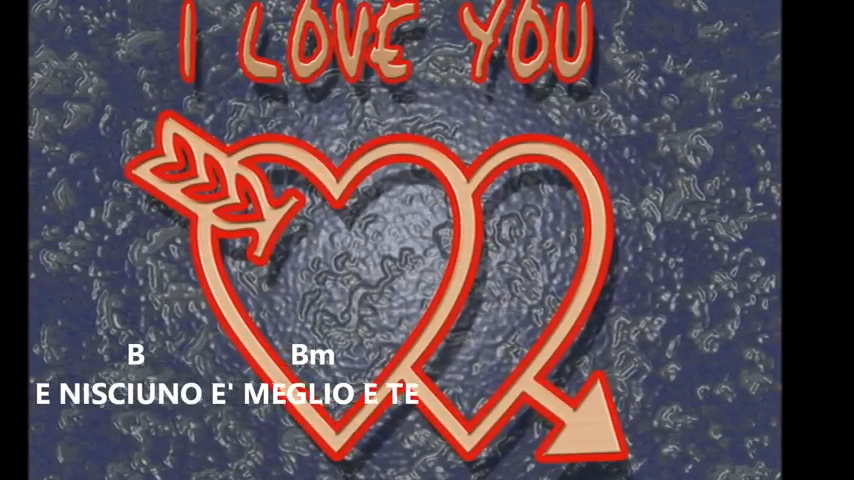 I LOVE YOU
B Bm
E NISCIUNO E' MEGLIO E TE